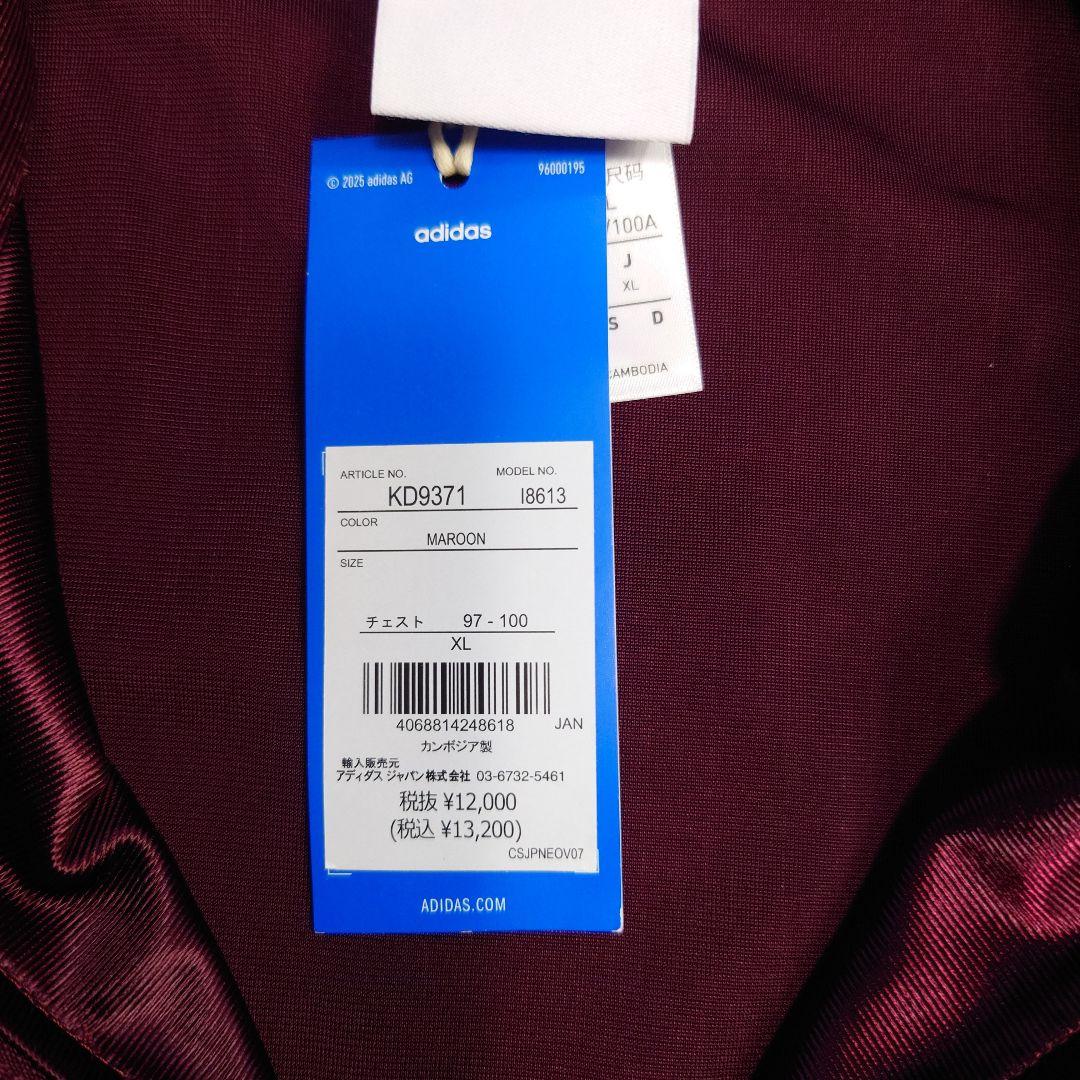 © 2025 adidas AG 96000195
adidas
尺码
L
/100A
J
XL
S D
CAMBODIA
ARTICLE NO. MODEL NO.
KD9371 I8613
COLOR
MAROON
SIZE
チェスト 97 - 100
XL
4068814248618 JAN
カンボジア製
輸入販売元
アディダス ジャパン株式会社 03-6732-5461
税抜 ¥12,000
(税込 ¥13,200)
CSJPNEOV07
ADIDAS.COM